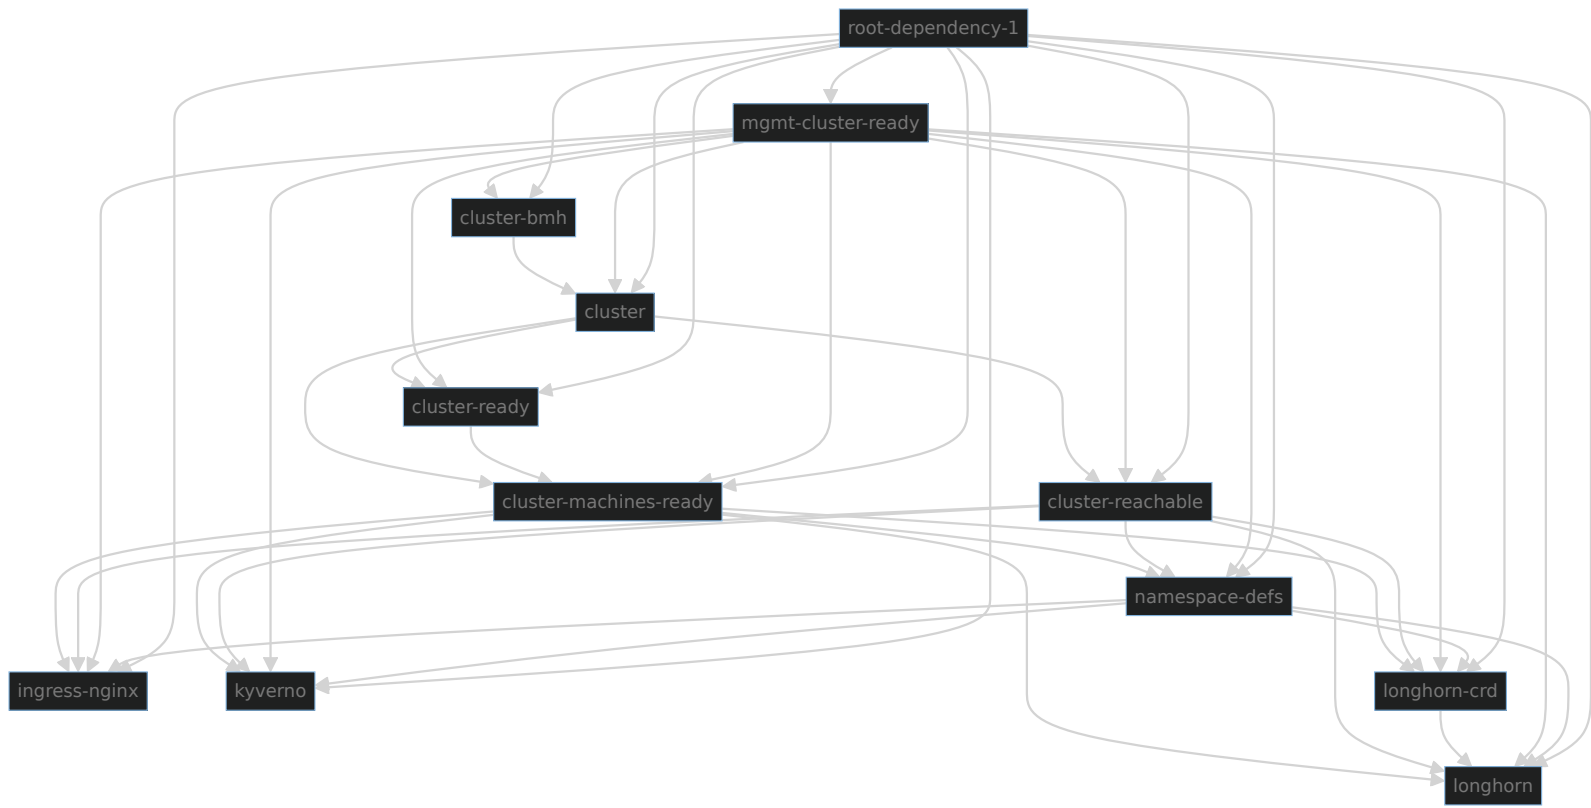 root-dependency-1
mgmt-cluster-ready
cluster-bmh
cluster
cluster-ready
cluster-machines-ready
cluster-reachable
namespace-defs
ingress-nginx
kyverno
longhorn-crd
longhorn